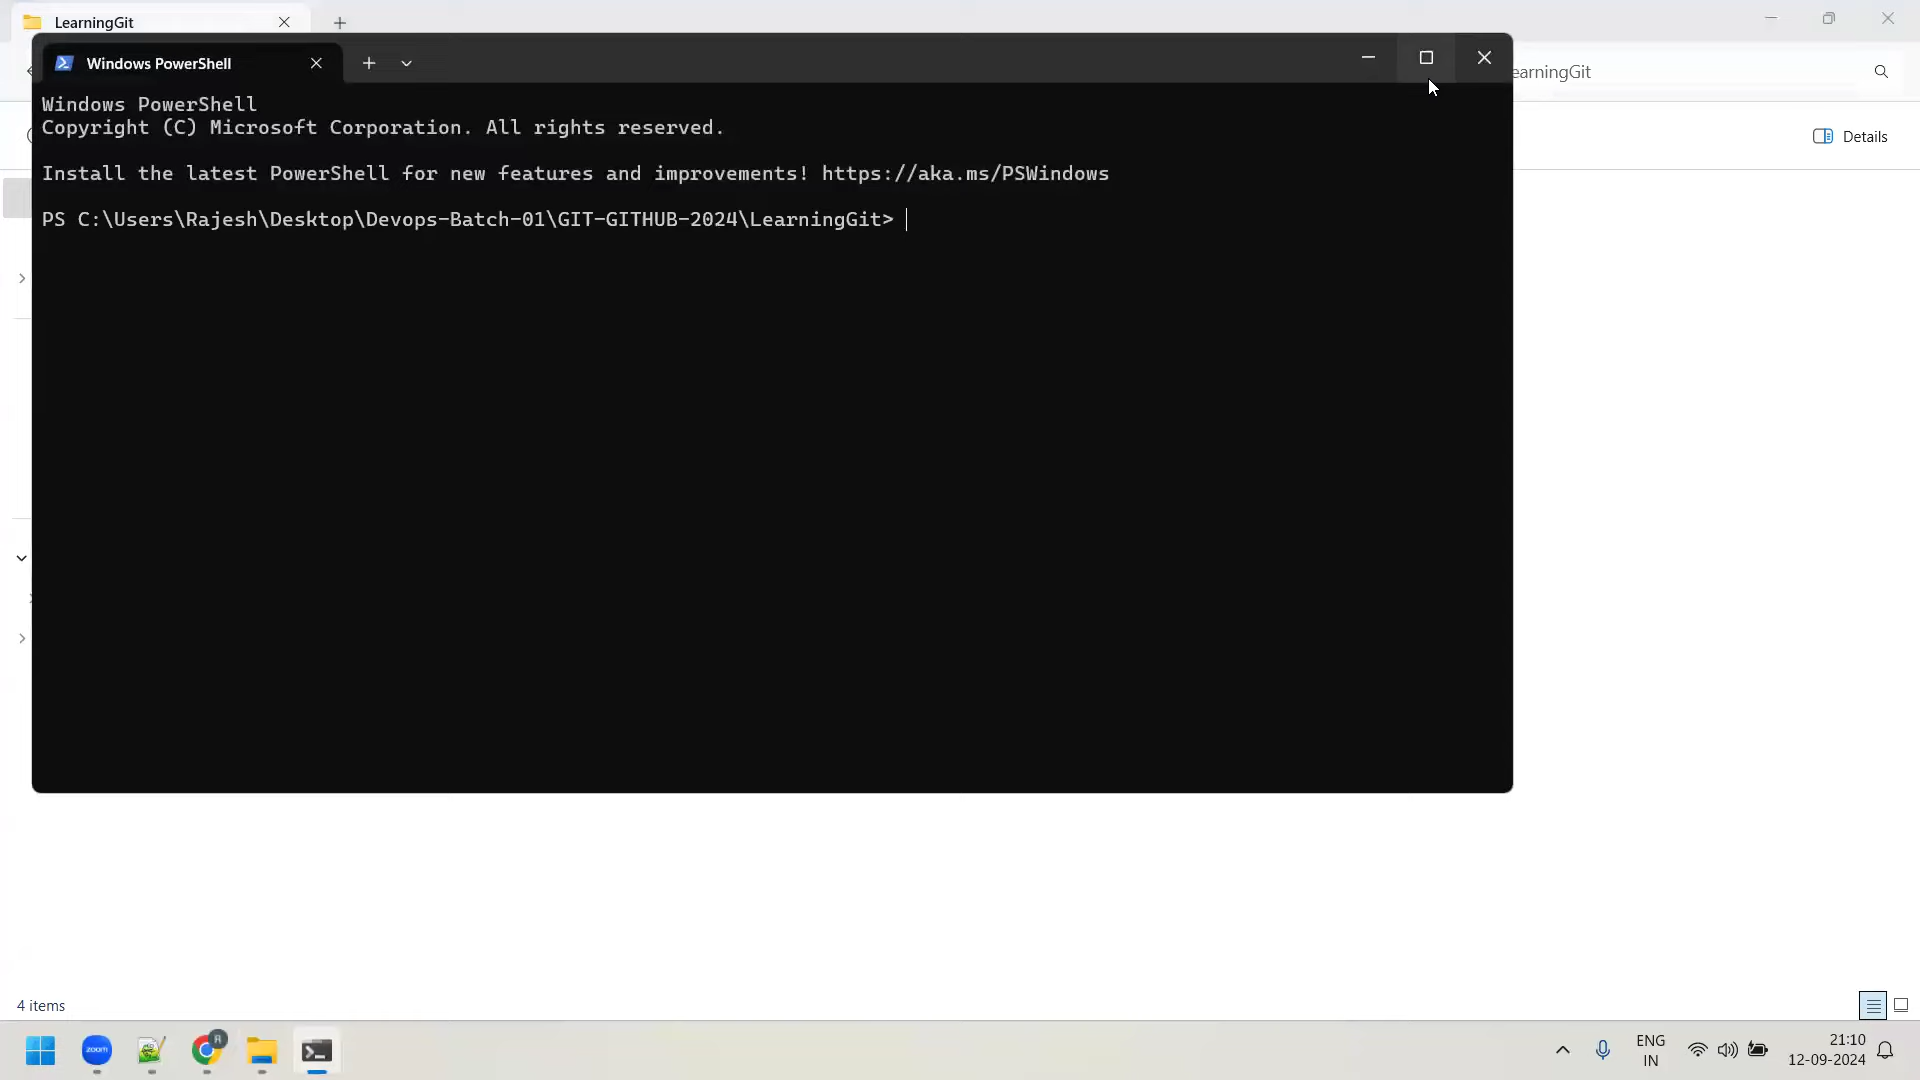 LearningGit
Windows PowerShell
earningGit
Windows PowerShell
Copyright (C) Microsoft Corporation. All rights reserved.
Details
Install the latest PowerShell for new features and improvements! https://aka.ms/PSWindows
PS C:\Users\Rajesh\Desktop\Devops-Batch-01\GIT-GITHUB-2024\LearningGit>
4 items
zoom
R
ENG
IN
21:10
12-09-2024